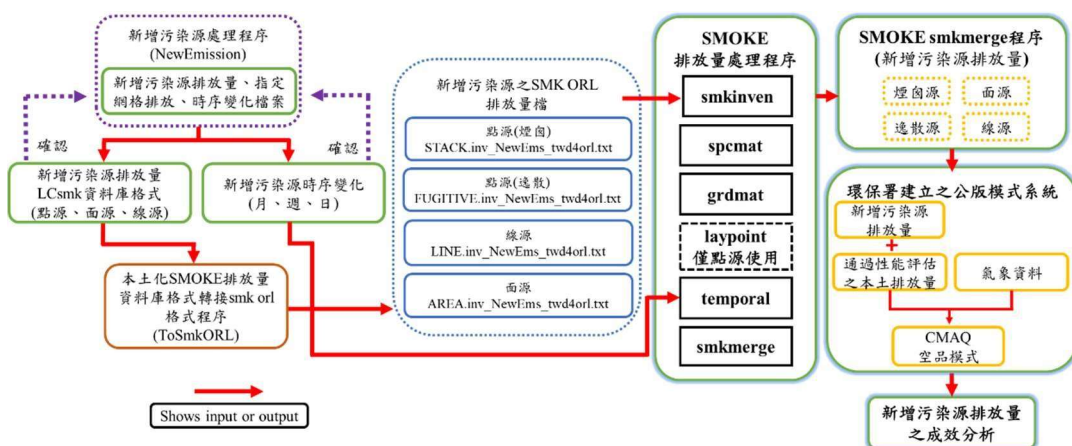 新增污染源處理程序
(NewEmission)
新增污染源排放量、指定
網格排放、時序變化檔案
確認
確認
新增污染源排放量
LCsmk資料庫格式
(點源、面源、線源)
新增污染源時序變化
(月、週、日)
本土化SMOKE排放量
資料庫格式轉接smk orl
格式程序
(ToSmkORL)
Shows input or output
新增污染源之SMK ORL
排放量檔
點源(煙囪)
STACK.inv_NewEms_twd4orl.txt
點源(逸散)
FUGITIVE.inv_NewEms_twd4orl.txt
線源
LINE.inv_NewEms_twd4orl.txt
面源
AREA.inv_NewEms_twd4orl.txt
SMOKE
排放量處理程序
smkinven
spcmat
grdmat
laypoint
僅點源使用
temporal
smkmerge
SMOKE smkmerge程序
(新增污染源排放量)
煙囪源
面源
逸散源
線源
環保署建立之公版模式系統
新增污染源
排放量
+
通過性能評估
之本土排放量
氣象資料
CMAQ
空品模式
新增污染源排放量
之成效分析